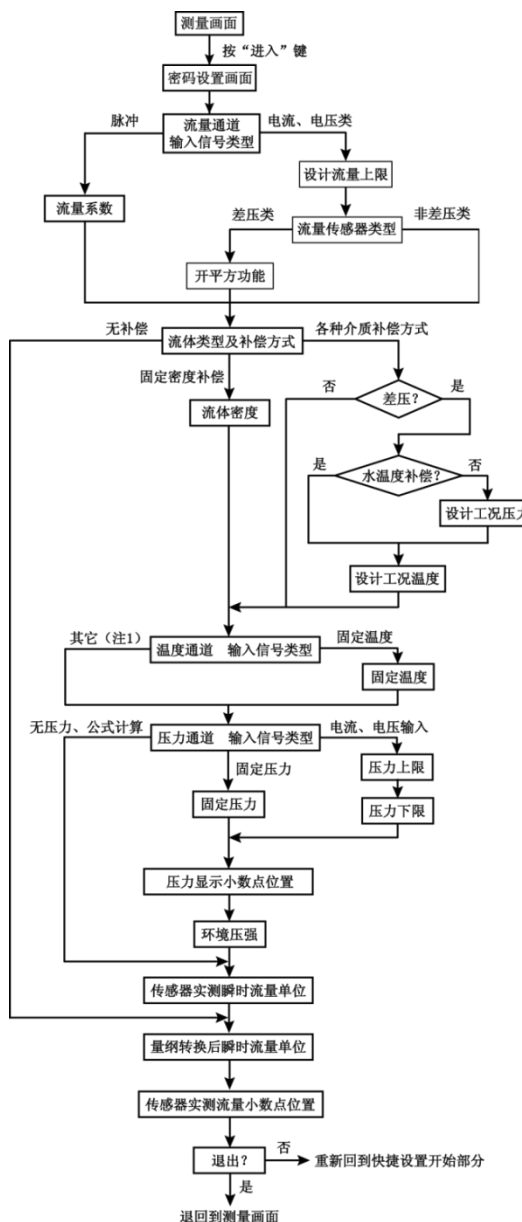 测量画面
按“进入”键
密码设置画面
脉冲
流量通道
输入信号类型
电流、电压类
设计流量上限
流量系数
差压类
流量传感器类型
非差压类
开平方功能
无补偿
流体类型及补偿方式
各种介质补偿方式
固定密度补偿
否
差压？
是
流体密度
是
水温度补偿？
否
设计工况压力
设计工况温度
其它（注1）
温度通道 输入信号类型
固定温度
固定温度
无压力、公式计算
压力通道 输入信号类型
电流、电压输入
固定压力
压力上限
固定压力
压力下限
压力显示小数点位置
环境压强
传感器实测瞬时流量单位
量纲转换后瞬时流量单位
传感器实测流量小数点位置
退出？
否
重新回到快捷设置开始部分
是
退回到测量画面